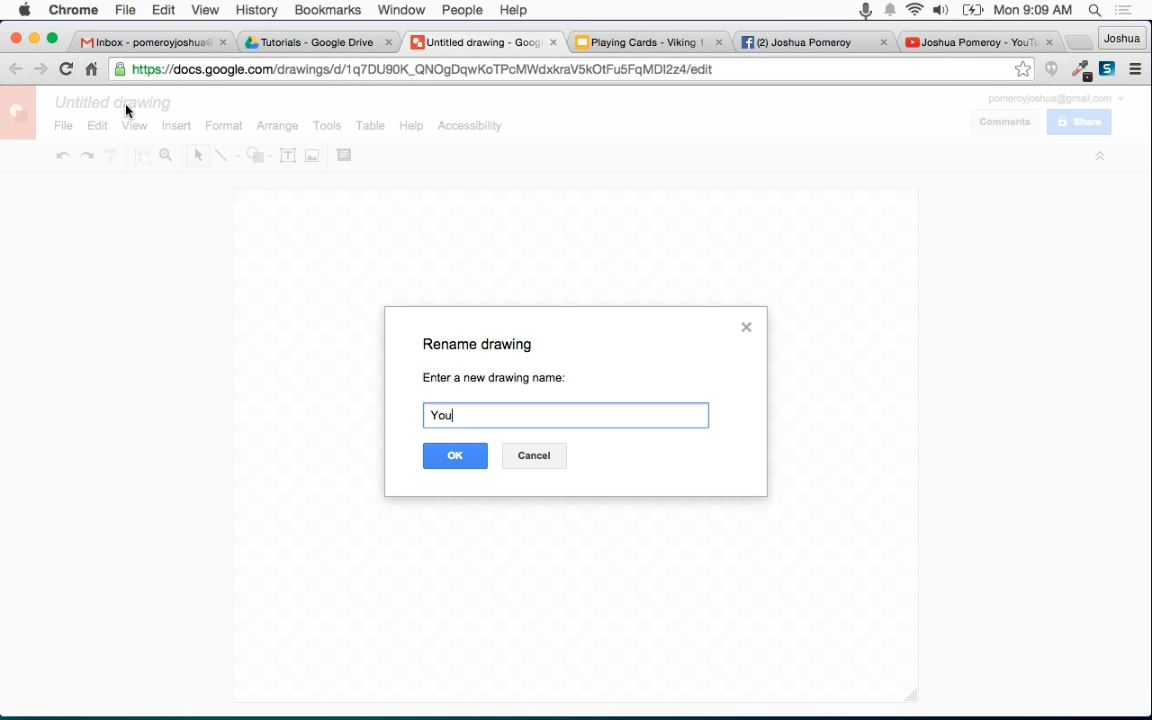 Chrome File Edit View History Bookmarks Window People Help Mon 9:09 AM
Inbox - pomeroyjoshua@ Tutorials - Google Drive Untitled drawing - Goog Playing Cards - Viking 1. (2) Joshua Pomeroy Joshua Pomeroy - YouTu Joshua
https://docs.google.com/drawings/d/1q7DU90K_QNOgDqwKoTPcMWdxkraV5kOtFu5FqMDI2z4/edit
Untitled drawing pomeroyjoshua@gmail.com
File Edit View Insert Format Arrange Tools Table Help Accessibility Comments Share
Rename drawing
Enter a new drawing name:
You
OK Cancel